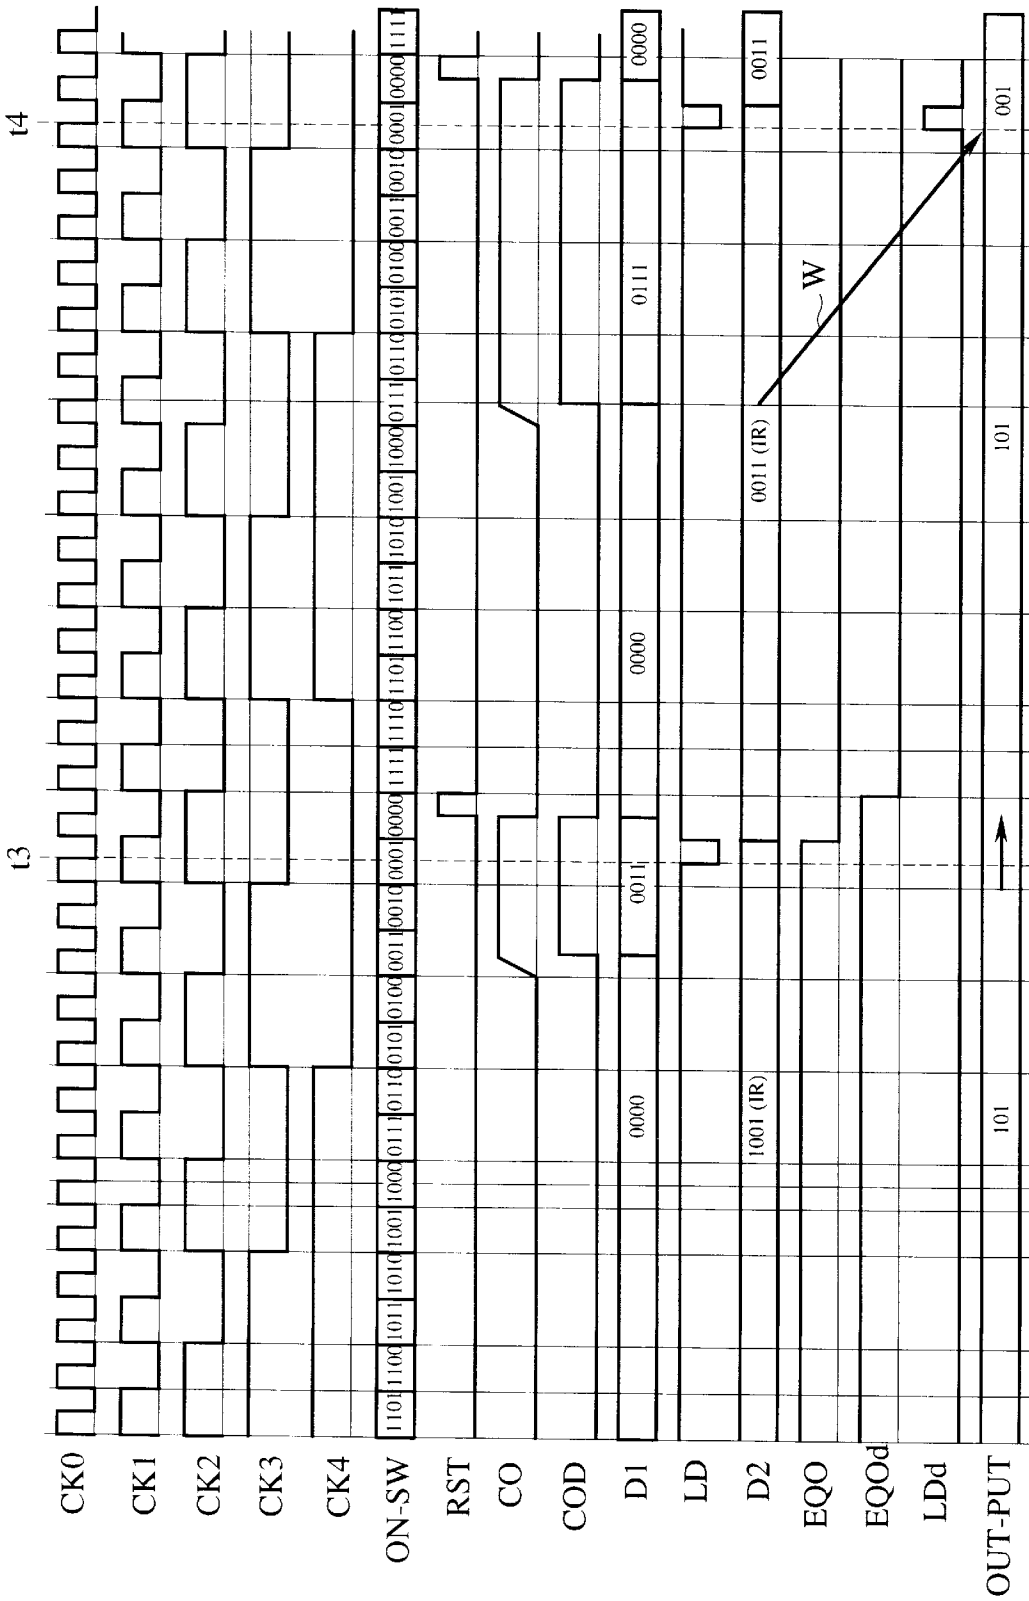 t3 t4
CK0
CK1
CK2
CK3
CK4
ON-SW 1101 1100 1011 1010 1001 1000 0111 0110 0101 0100 0011 0010 0001 0000 1111 1110 1101 1100 1011 1010 1001 1000 0111 0110 0101 0100 0011 0010 0001 0000 1111
RST
CO
COD
D1 0000 0011 0000 0111 0000
LD
D2 1001 (IR) 0011 (IR) 0011
EQO
W
EQOd
LDd
OUT-PUT 101 101 001